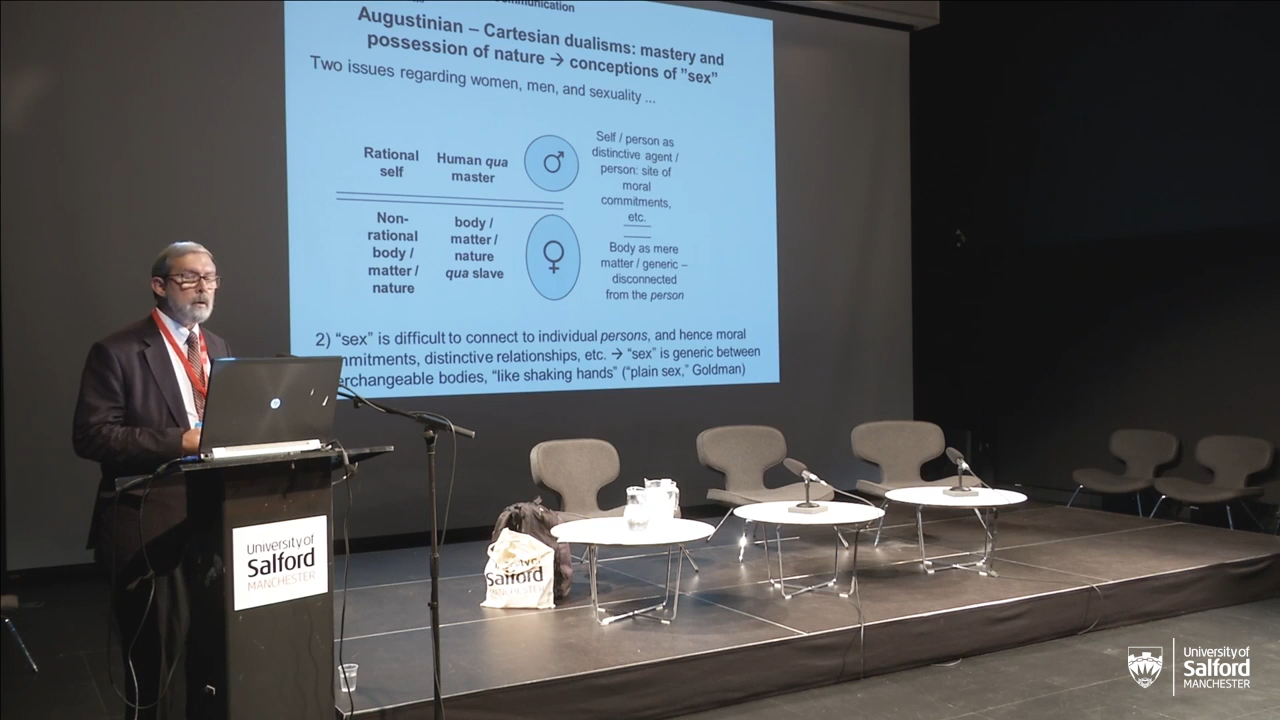 Augustinian – Cartesian dualisms: mastery and
possession of nature → conceptions of ”sex”
Two issues regarding women, men, and sexuality ...
Rational
self
Human qua
master
Self / person as
distinctive agent /
person: site of
moral
commitments,
etc.
Non-
rational
body /
matter /
nature
body /
matter /
nature
qua slave
Body as mere
matter / generic –
disconnected
from the person
2) “sex” is difficult to connect to individual persons, and hence moral
mmitments, distinctive relationships, etc. → “sex” is generic between
erchangeable bodies, “like shaking hands” (“plain sex,” Goldman)
University of
Salford
MANCHESTER
Salford
MANCHESTER
University of
Salford
MANCHESTER